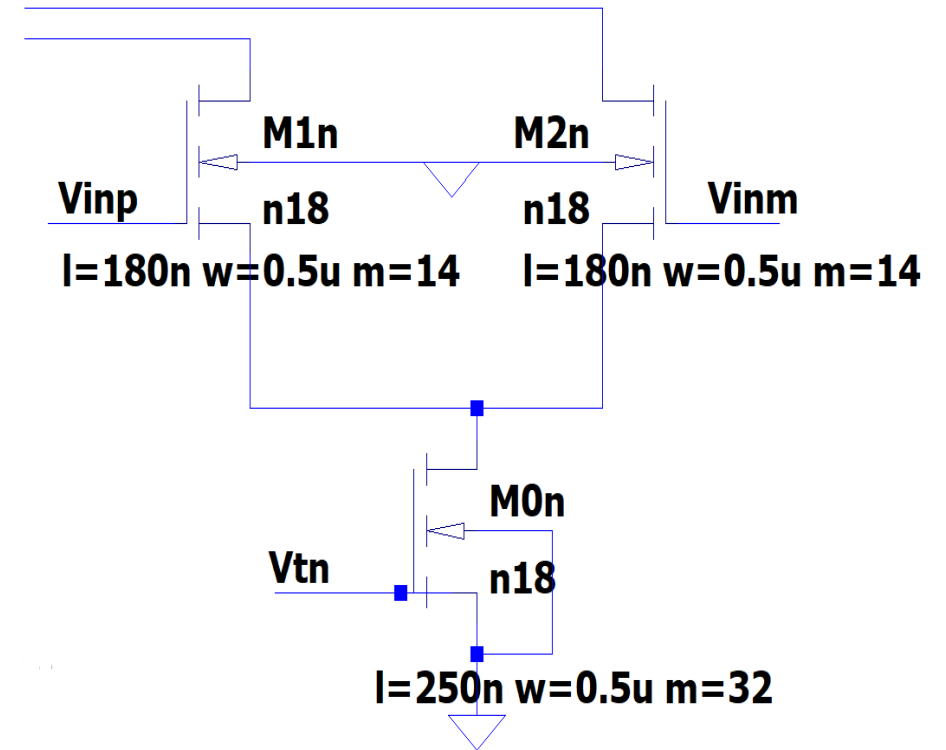 M1n
M2n
Vinp
n18
n18
Vinm
l=180n w=0.5u m=14
l=180n w=0.5u m=14
M0n
Vtn
n18
l=250n w=0.5u m=32